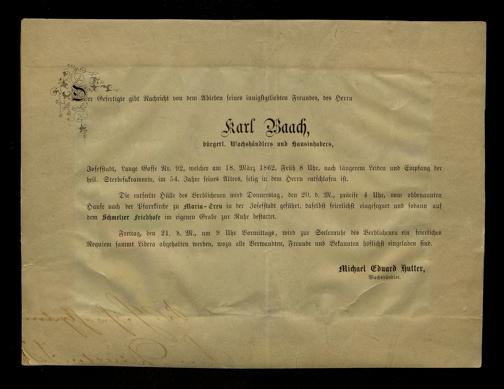 Der Gefertigte gibt Nachricht von dem Ableben seines innigstgeliebten Freundes, des Herrn
Karl Baach,
bürgerl. Wachshändlers und Hausinhabers,
Josefstadt, Lange Gasse Nr. 92, welcher am 18. März 1862, Früh 8 Uhr, nach längerem Leiden und Empfang der
heil. Sterbesakramente, im 54. Jahre seines Alters, selig in dem Herrn entschlafen ist.
Die entseelte Hülle des Verblichenen wird Donnerstag, den 20. d. M., präcise 4 Uhr, vom obbenannten
Hause nach der Pfarrkirche zu Maria-Treu in der Josefstadt geführt, daselbst feierlichst eingesegnet und sodann auf
dem Schmelzer Friedhofe im eigenen Grabe zur Ruhe bestattet.
Freitag, den 21. d. M., um 9 Uhr Vormittags, wird zur Seelenruhe des Verblichenen ein feierliches
Requiem sammt Libera abgehalten werden, wozu alle Verwandten, Freunde und Bekannten höflichst eingeladen sind.
Michael Eduard Hutter,
Wachshändler.